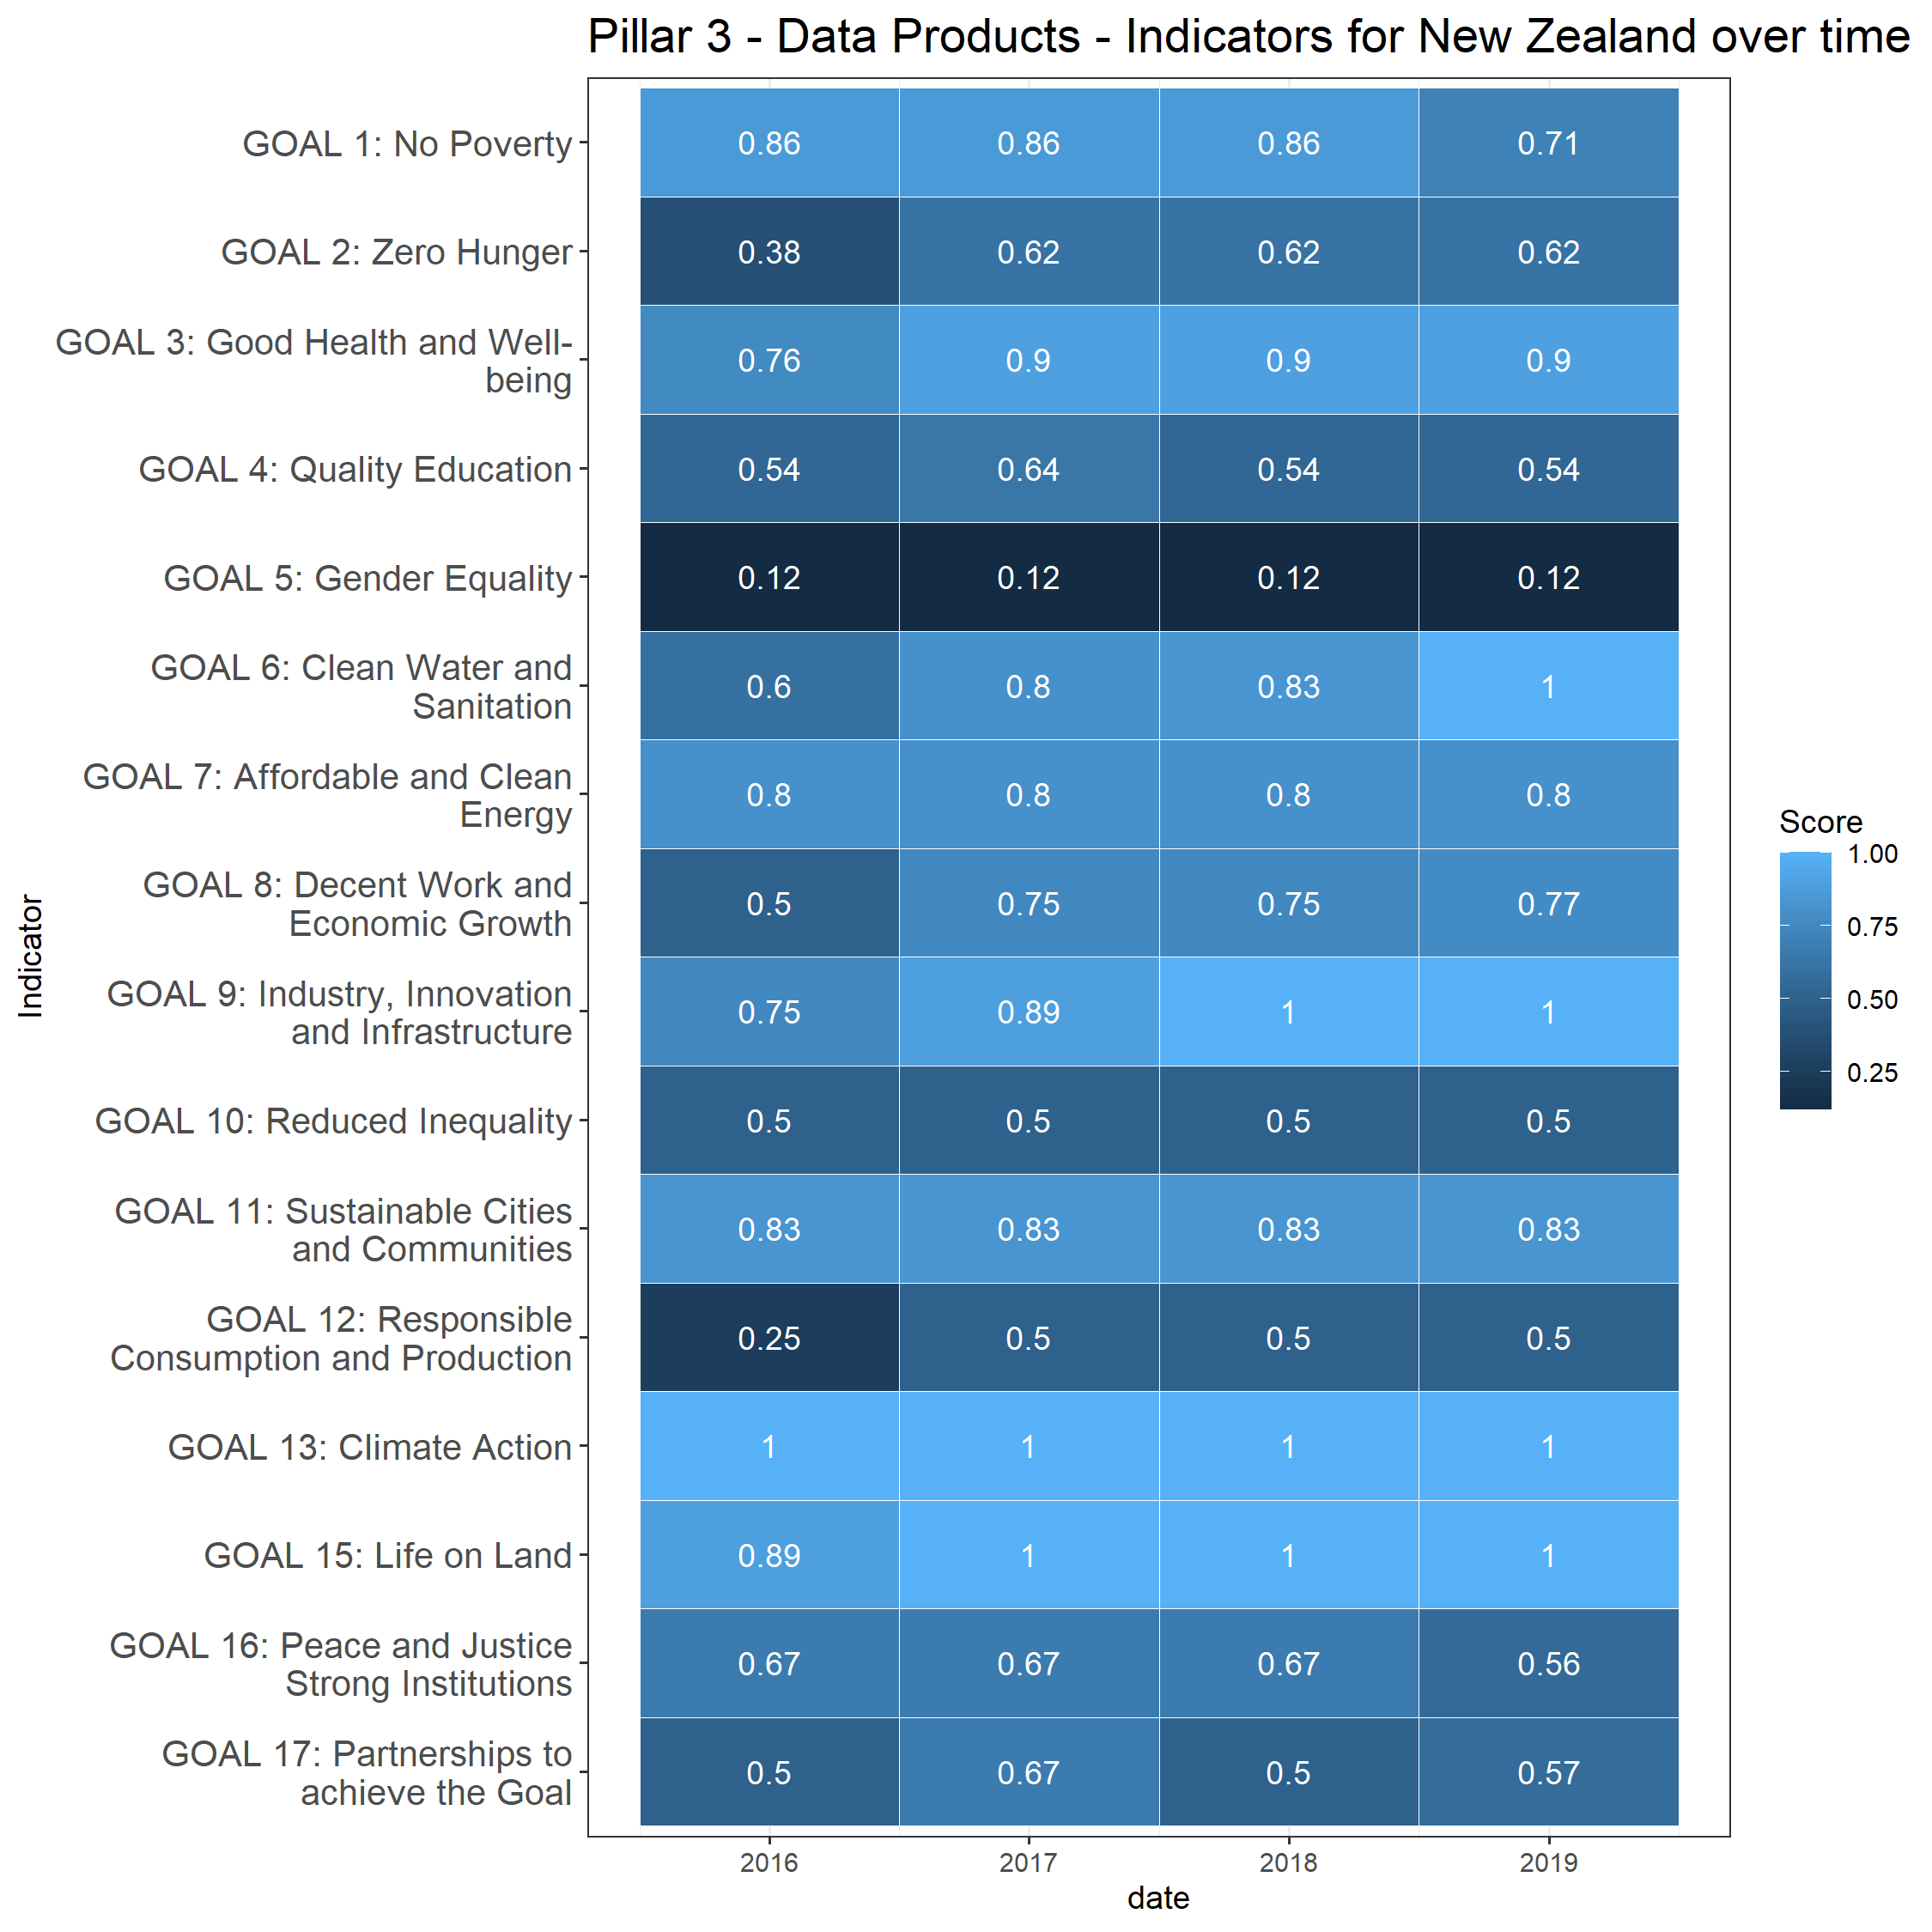 Pillar 3 - Data Products - Indicators for New Zealand over time
GOAL 1: No Poverty
0.86 0.86 0.86 0.71
GOAL 2: Zero Hunger
0.38 0.62 0.62 0.62
GOAL 3: Good Health and Well-
being
0.76 0.9 0.9 0.9
GOAL 4: Quality Education
0.54 0.64 0.54 0.54
GOAL 5: Gender Equality
0.12 0.12 0.12 0.12
GOAL 6: Clean Water and
Sanitation
0.6 0.8 0.83 1
GOAL 7: Affordable and Clean
Energy
0.8 0.8 0.8 0.8
GOAL 8: Decent Work and
Economic Growth
0.5 0.75 0.75 0.77
GOAL 9: Industry, Innovation
and Infrastructure
0.75 0.89 1 1
GOAL 10: Reduced Inequality
0.5 0.5 0.5 0.5
GOAL 11: Sustainable Cities
and Communities
0.83 0.83 0.83 0.83
GOAL 12: Responsible
Consumption and Production
0.25 0.5 0.5 0.5
GOAL 13: Climate Action
1 1 1 1
GOAL 15: Life on Land
0.89 1 1 1
GOAL 16: Peace and Justice
Strong Institutions
0.67 0.67 0.67 0.56
GOAL 17: Partnerships to
achieve the Goal
0.5 0.67 0.5 0.57
2016 2017 2018 2019
date
Indicator
Score
1.00
0.75
0.50
0.25